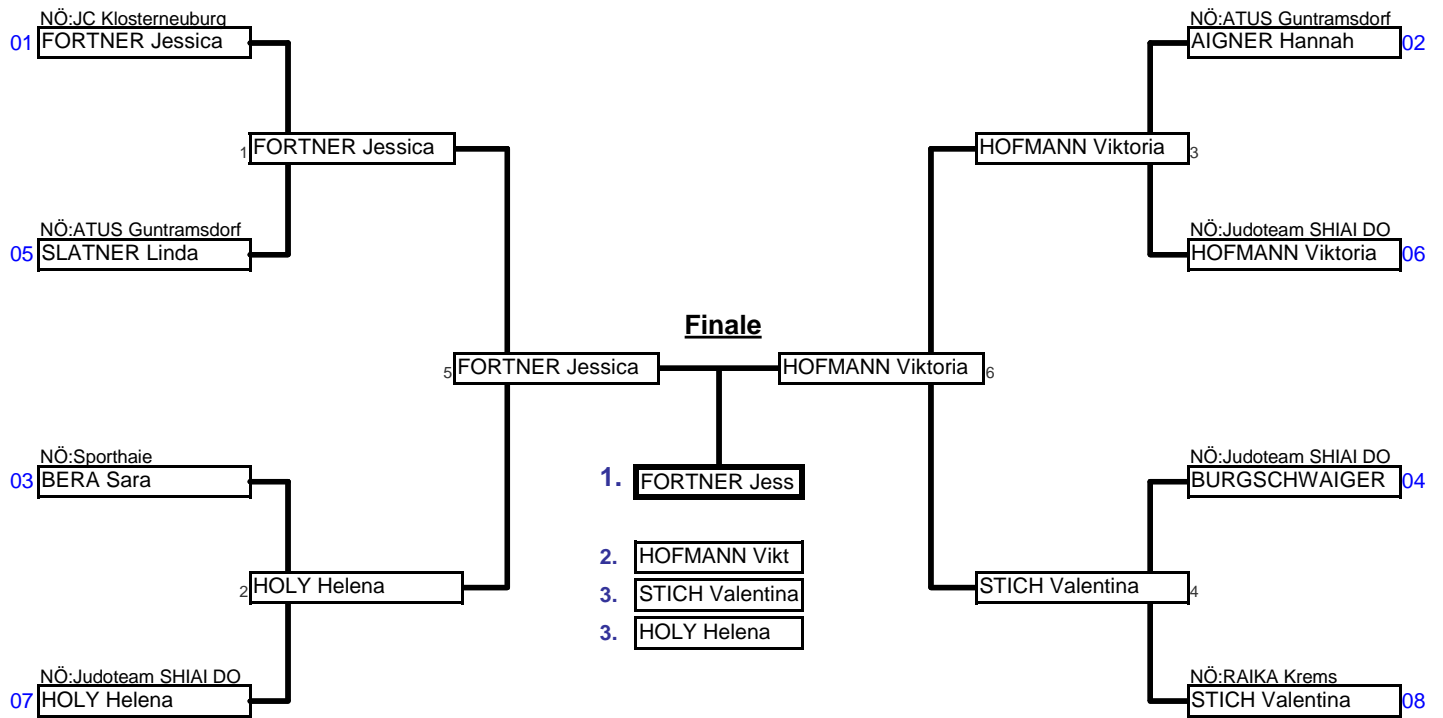 NÖ:JC Klosterneuburg
01 FORTNER Jessica
1 FORTNER Jessica
NÖ:ATUS Guntramsdorf
05 SLATNER Linda
5 FORTNER Jessica
NÖ:Sporthaie
03 BERA Sara
2 HOLY Helena
NÖ:Judoteam SHIAI DO
07 HOLY Helena
Finale
1. FORTNER Jess
2. HOFMANN Vikt
3. STICH Valentina
3. HOLY Helena
NÖ:ATUS Guntramsdorf
AIGNER Hannah 02
HOFMANN Viktoria 3
NÖ:Judoteam SHIAI DO
HOFMANN Viktoria 06
HOFMANN Viktoria 6
NÖ:Judoteam SHIAI DO
BURGSCHWAIGER 04
STICH Valentina 4
NÖ:RAIKA Krems
STICH Valentina 08